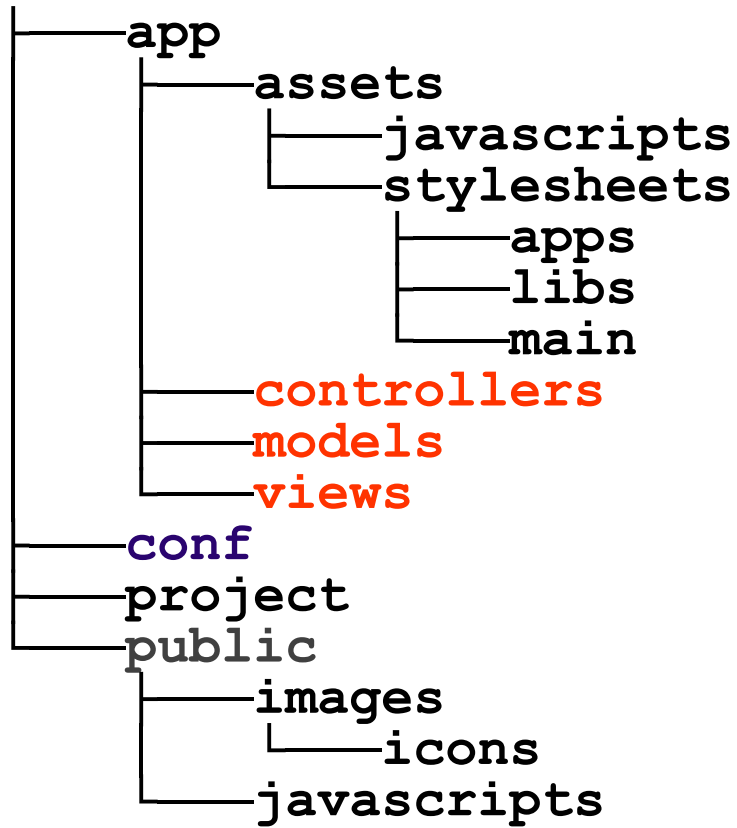 app
assets
javascripts
stylesheets
apps
libs
main
controllers
models
views
conf
project
public
images
icons
javascripts